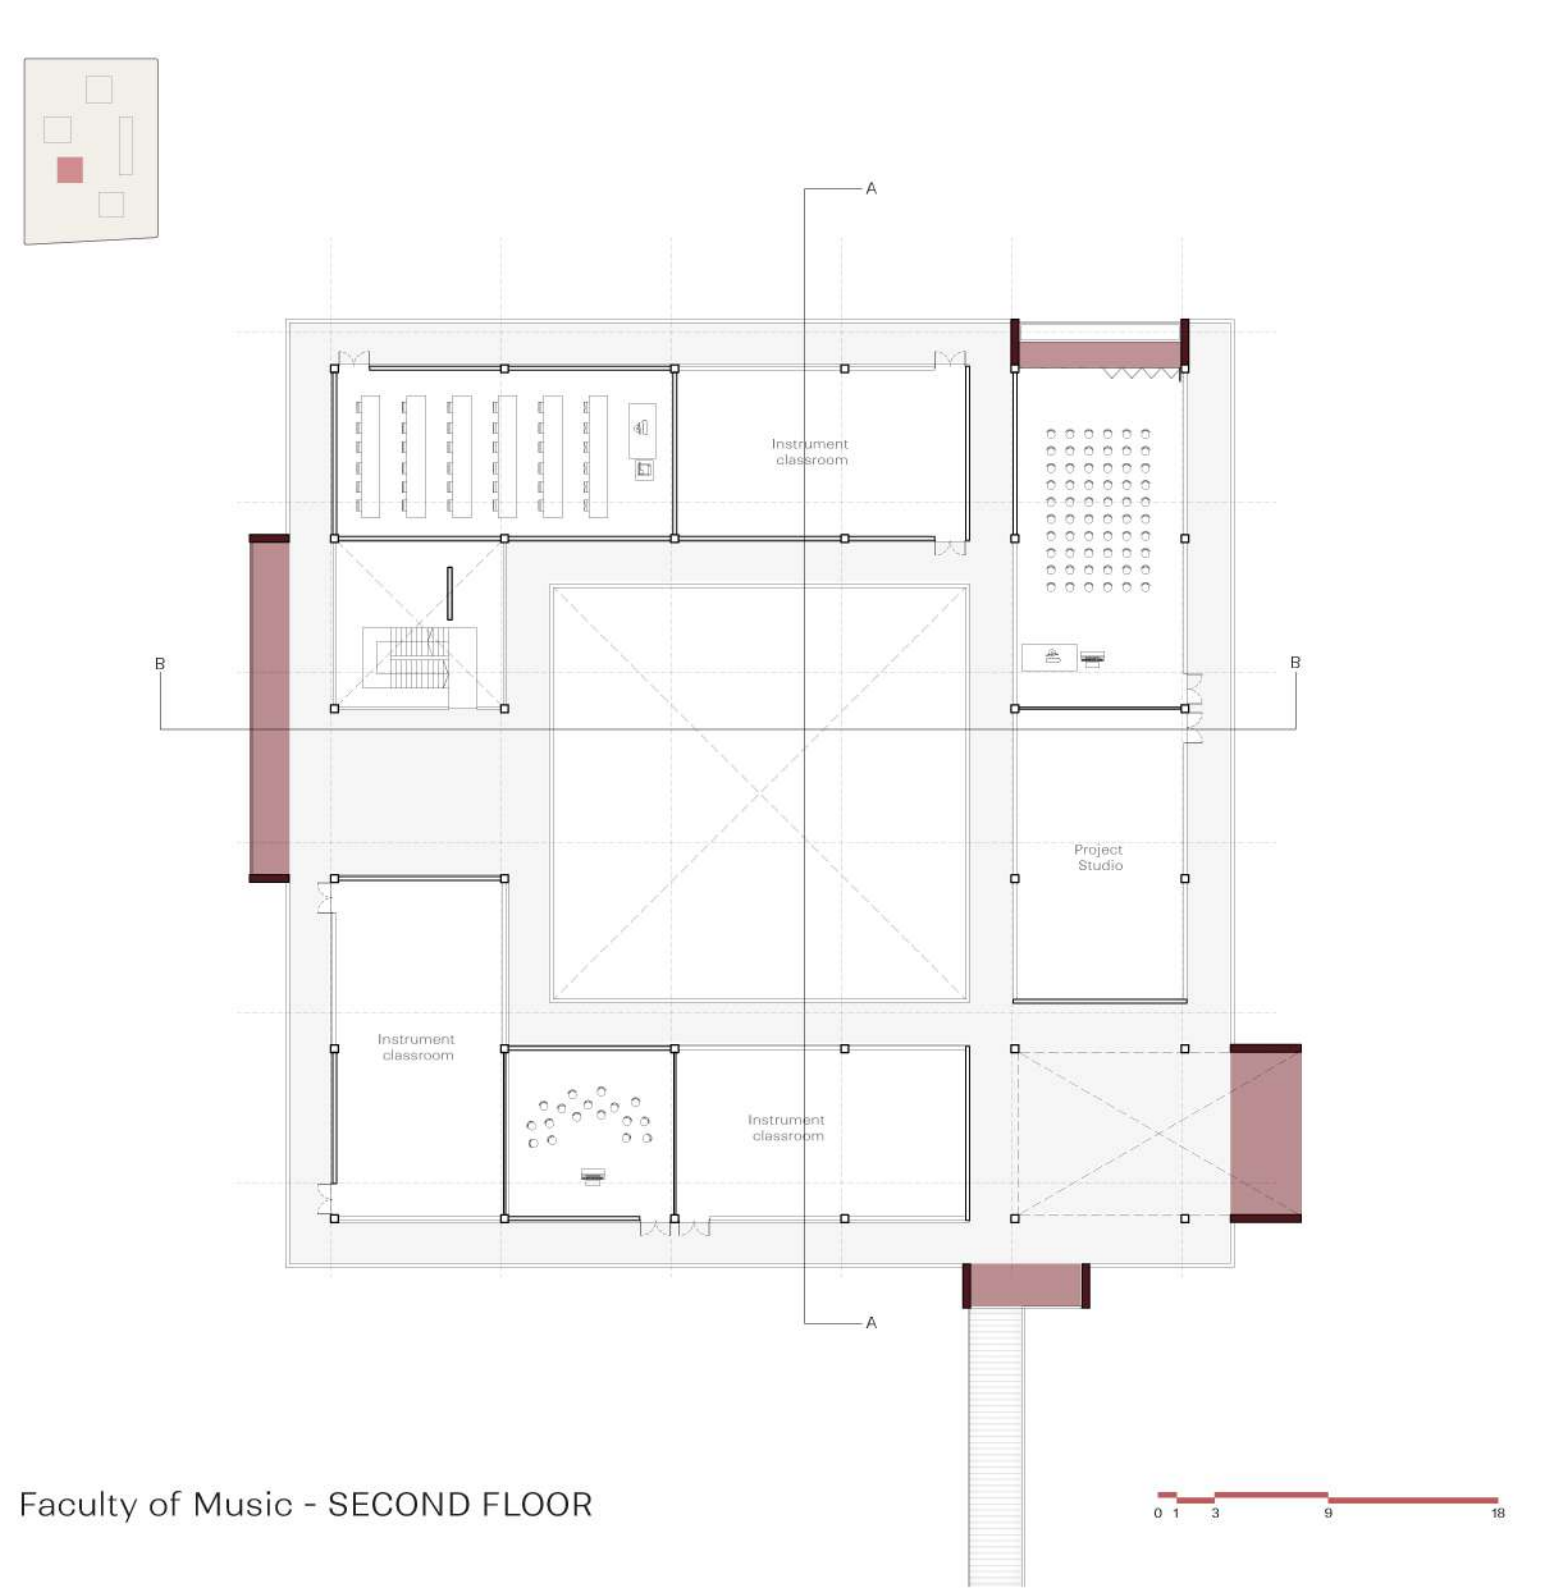 A
Instrument
classroom
B
B
Project
Studio
Instrument
classroom
Instrument
classroom
A
Faculty of Music - SECOND FLOOR
0 1 3 9 18